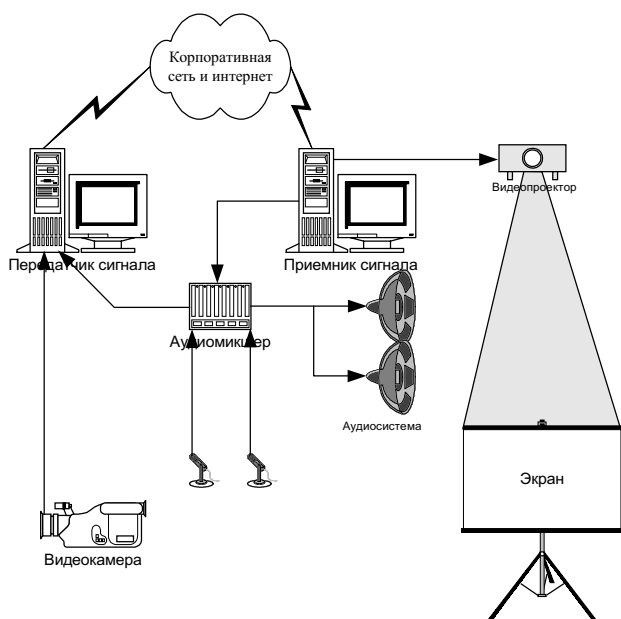 Корпоративная
сеть и интернет
Видеопроектор
Передатчик сигнала
Приемник сигнала
Аудиомикшер
Аудиосистема
Экран
Видеокамера